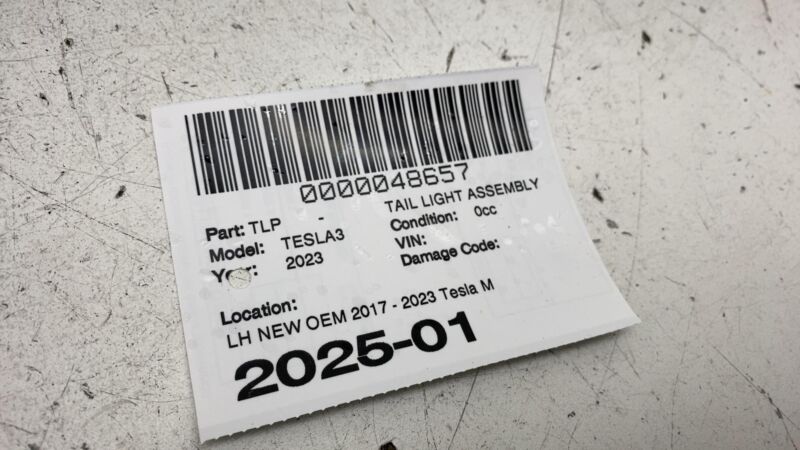 0000048657
Part: TLP - TAIL LIGHT ASSEMBLY
Model: TESLA3 Condition: 0cc
Year: 2023 VIN:
Damage Code:
Location:
LH NEW OEM 2017 - 2023 Tesla M
2025-01